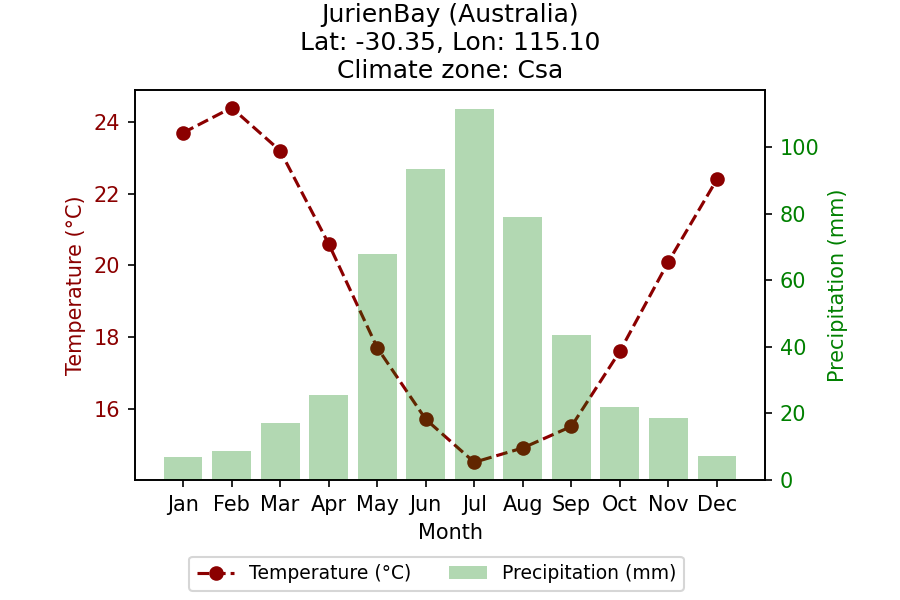 JurienBay (Australia)
Lat: -30.35, Lon: 115.10
Climate zone: Csa
24
22
20
18
16
Temperature (°C)
100
80
60
40
20
0
Precipitation (mm)
Jan Feb Mar Apr May Jun Jul Aug Sep Oct Nov Dec
Month
Temperature (°C) Precipitation (mm)